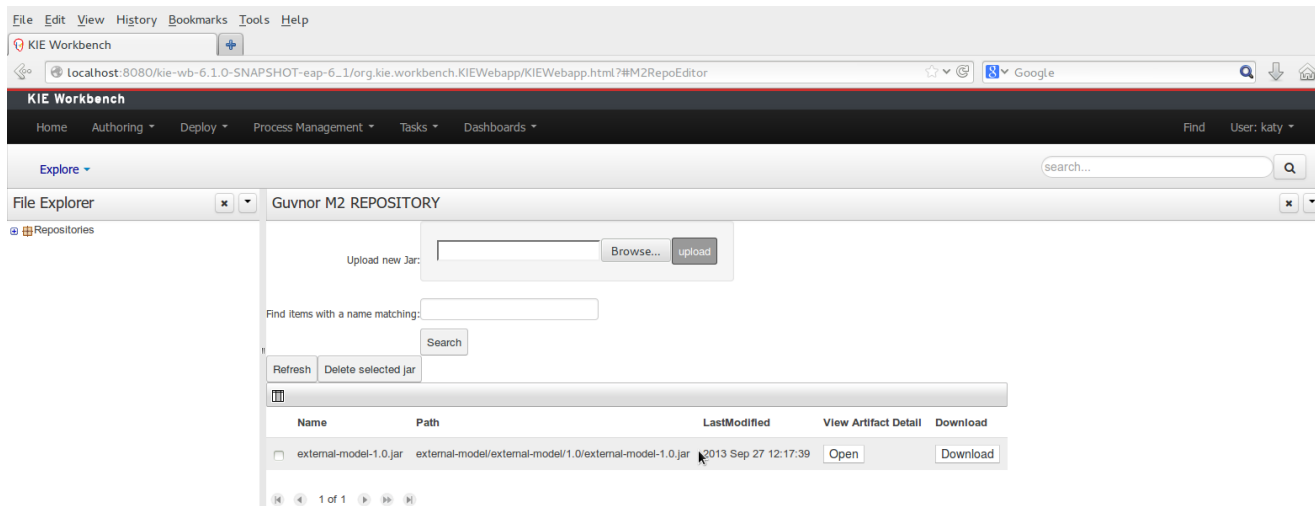 File Edit View History Bookmarks Tools Help
KIE Workbench
localhost:8080/kie-wb-6.1.0-SNAPSHOT-eap-6_1/org.kie.workbench.KIEWebapp/KIEWebapp.html?#M2RepoEditor Google
KIE Workbench
Home Authoring Deploy Process Management Tasks Dashboards Find User: katy
Explore search...
File Explorer Guvnor M2 REPOSITORY
Repositories
Upload new Jar: Browse... upload
Find items with a name matching:
Search
Refresh Delete selected jar
Name Path LastModified View Artifact Detail Download
external-model-1.0.jar external-model/external-model/1.0/external-model-1.0.jar 2013 Sep 27 12:17:39 Open Download
1 of 1